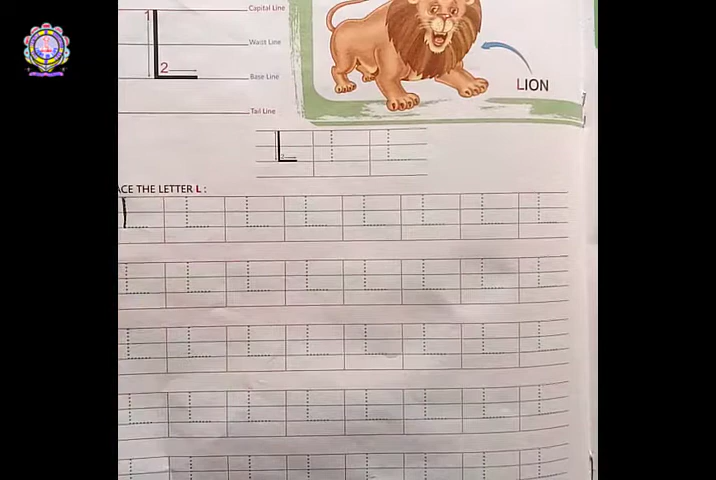 Capital Line
1
Waist Line
2
Base Line
Tail Line
LION
L
ACE THE LETTER L :